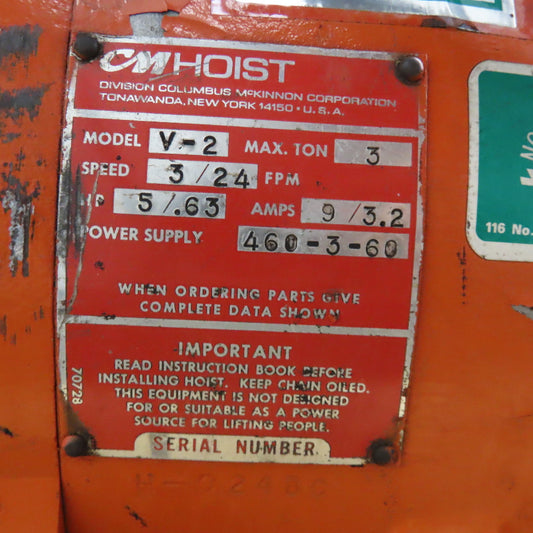 CM HOIST
DIVISION COLUMBUS McKINNON CORPORATION
TONAWANDA, NEW YORK 14150 • U.S.A.
MODEL V-2 MAX. TON 3
SPEED 3/24 FPM
HP 5/.63 AMPS 9/3.2
POWER SUPPLY 460-3-60
WHEN ORDERING PARTS GIVE
COMPLETE DATA SHOWN
IMPORTANT
READ INSTRUCTION BOOK BEFORE
INSTALLING HOIST. KEEP CHAIN OILED.
THIS EQUIPMENT IS NOT DESIGNED
FOR OR SUITABLE AS A POWER
SOURCE FOR LIFTING PEOPLE.
70728
SERIAL NUMBER
116 No.